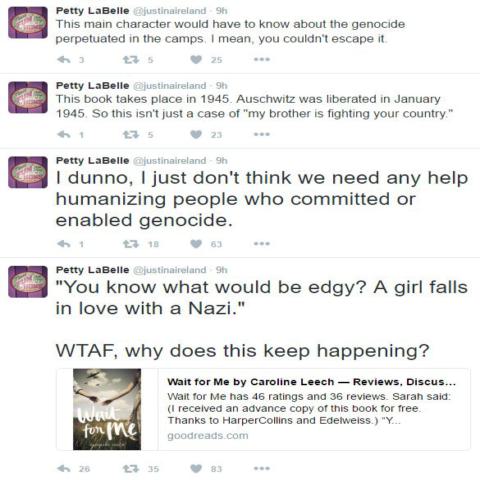 Petty LaBelle @justinaireland · 9h
This main character would have to know about the genocide
perpetuated in the camps. I mean, you couldn't escape it.
3 5 25
Petty LaBelle @justinaireland · 9h
This book takes place in 1945. Auschwitz was liberated in January
1945. So this isn't just a case of "my brother is fighting your country."
1 5 23
Petty LaBelle @justinaireland · 9h
I dunno, I just don't think we need any help
humanizing people who committed or
enabled genocide.
1 18 63
Petty LaBelle @justinaireland · 9h
"You know what would be edgy? A girl falls
in love with a Nazi."
WTAF, why does this keep happening?
Wait for Me by Caroline Leech — Reviews, Discus...
Wait for Me has 46 ratings and 36 reviews. Sarah said:
(I received an advance copy of this book for free.
Thanks to HarperCollins and Edelweiss.) "Y...
goodreads.com
Wait
for Me
26 35 83